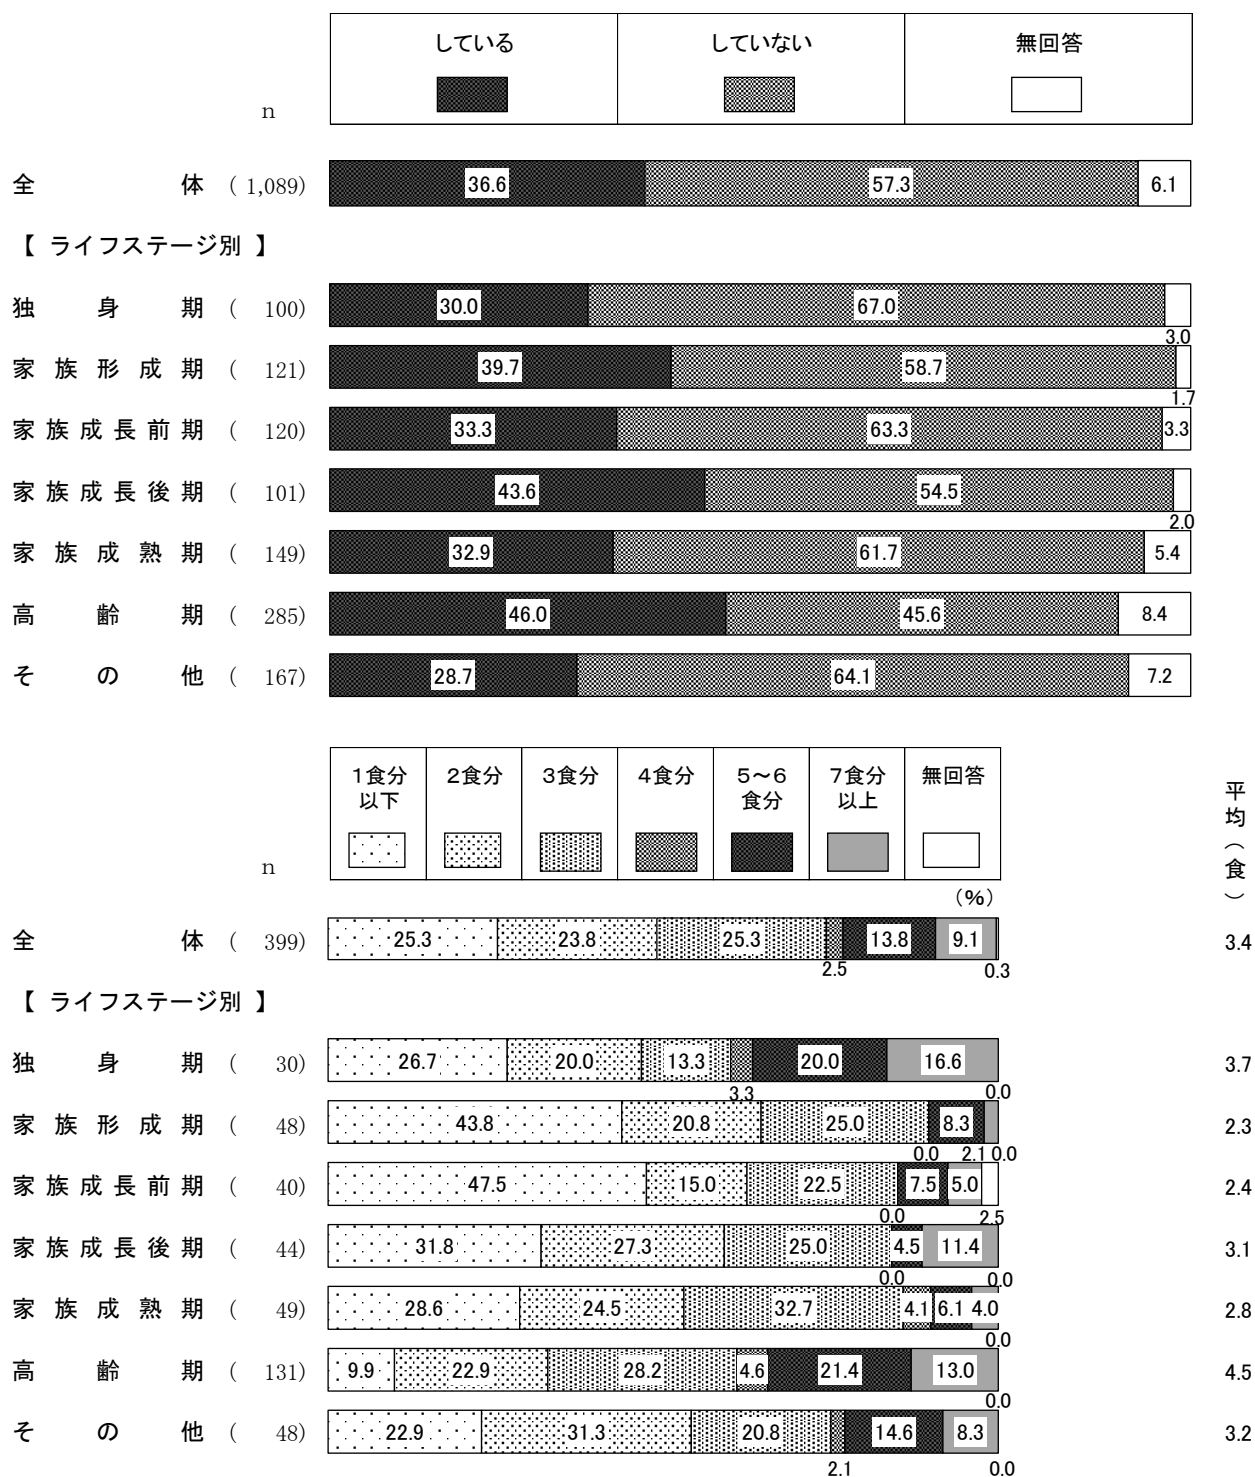 している していない 無回答
n
全体 ( 1,089) 36.6 57.3 6.1
【 ライフステージ別 】
独身期 ( 100) 30.0 67.0 3.0
家族形成期 ( 121) 39.7 58.7 1.7
家族成長前期 ( 120) 33.3 63.3 3.3
家族成長後期 ( 101) 43.6 54.5 2.0
家族成熟期 ( 149) 32.9 61.7 5.4
高齢期 ( 285) 46.0 45.6 8.4
その他 ( 167) 28.7 64.1 7.2
1食分以下 2食分 3食分 4食分 5～6食分 7食分以上 無回答
平均(食)
n
(%)
全体 ( 399) 25.3 23.8 25.3 2.5 13.8 9.1 0.3 3.4
【 ライフステージ別 】
独身期 ( 30) 26.7 20.0 13.3 3.3 20.0 16.6 0.0 3.7
家族形成期 ( 48) 43.8 20.8 25.0 0.0 8.3 2.1 0.0 2.3
家族成長前期 ( 40) 47.5 15.0 22.5 0.0 7.5 5.0 2.5 2.4
家族成長後期 ( 44) 31.8 27.3 25.0 0.0 4.5 11.4 0.0 3.1
家族成熟期 ( 49) 28.6 24.5 32.7 4.1 6.1 4.0 0.0 2.8
高齢期 ( 131) 9.9 22.9 28.2 4.6 21.4 13.0 0.0 4.5
その他 ( 48) 22.9 31.3 20.8 2.1 14.6 8.3 0.0 3.2